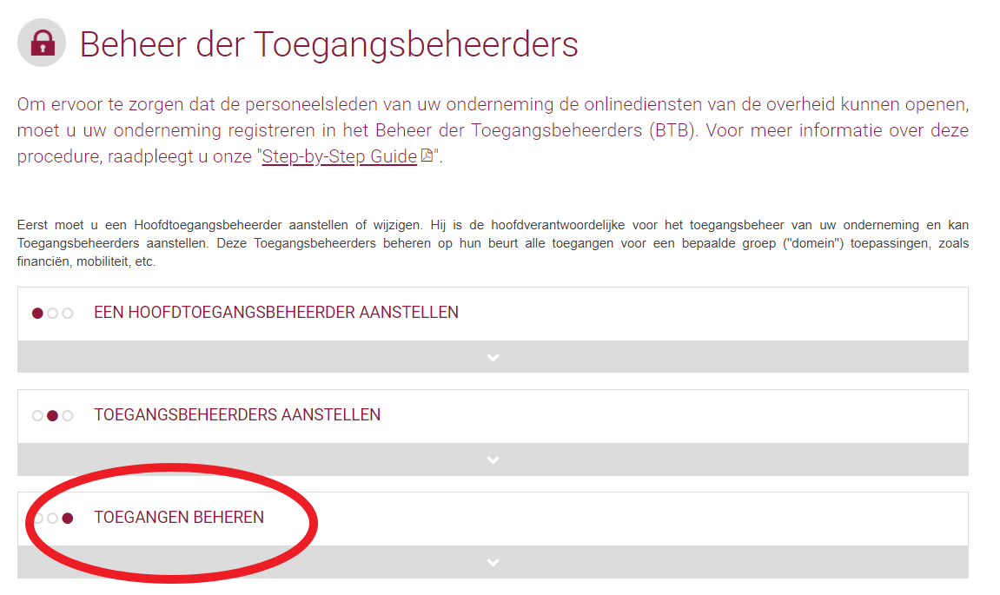 Beheer der Toegangsbeheerders
Om ervoor te zorgen dat de personeelsleden van uw onderneming de onlinediensten van de overheid kunnen openen,
moet u uw onderneming registreren in het Beheer der Toegangsbeheerders (BTB). Voor meer informatie over deze
procedure, raadpleegt u onze "Step-by-Step Guide".
Eerst moet u een Hoofdtoegangsbeheerder aanstellen of wijzigen. Hij is de hoofdverantwoordelijke voor het toegangsbeheer van uw onderneming en kan
Toegangsbeheerders aanstellen. Deze Toegangsbeheerders beheren op hun beurt alle toegangen voor een bepaalde groep ("domein") toepassingen, zoals
financiën, mobiliteit, etc.
EEN HOOFDTOEGANGSBEHEERDER AANSTELLEN
TOEGANGSBEHEERDERS AANSTELLEN
TOEGANGEN BEHEREN